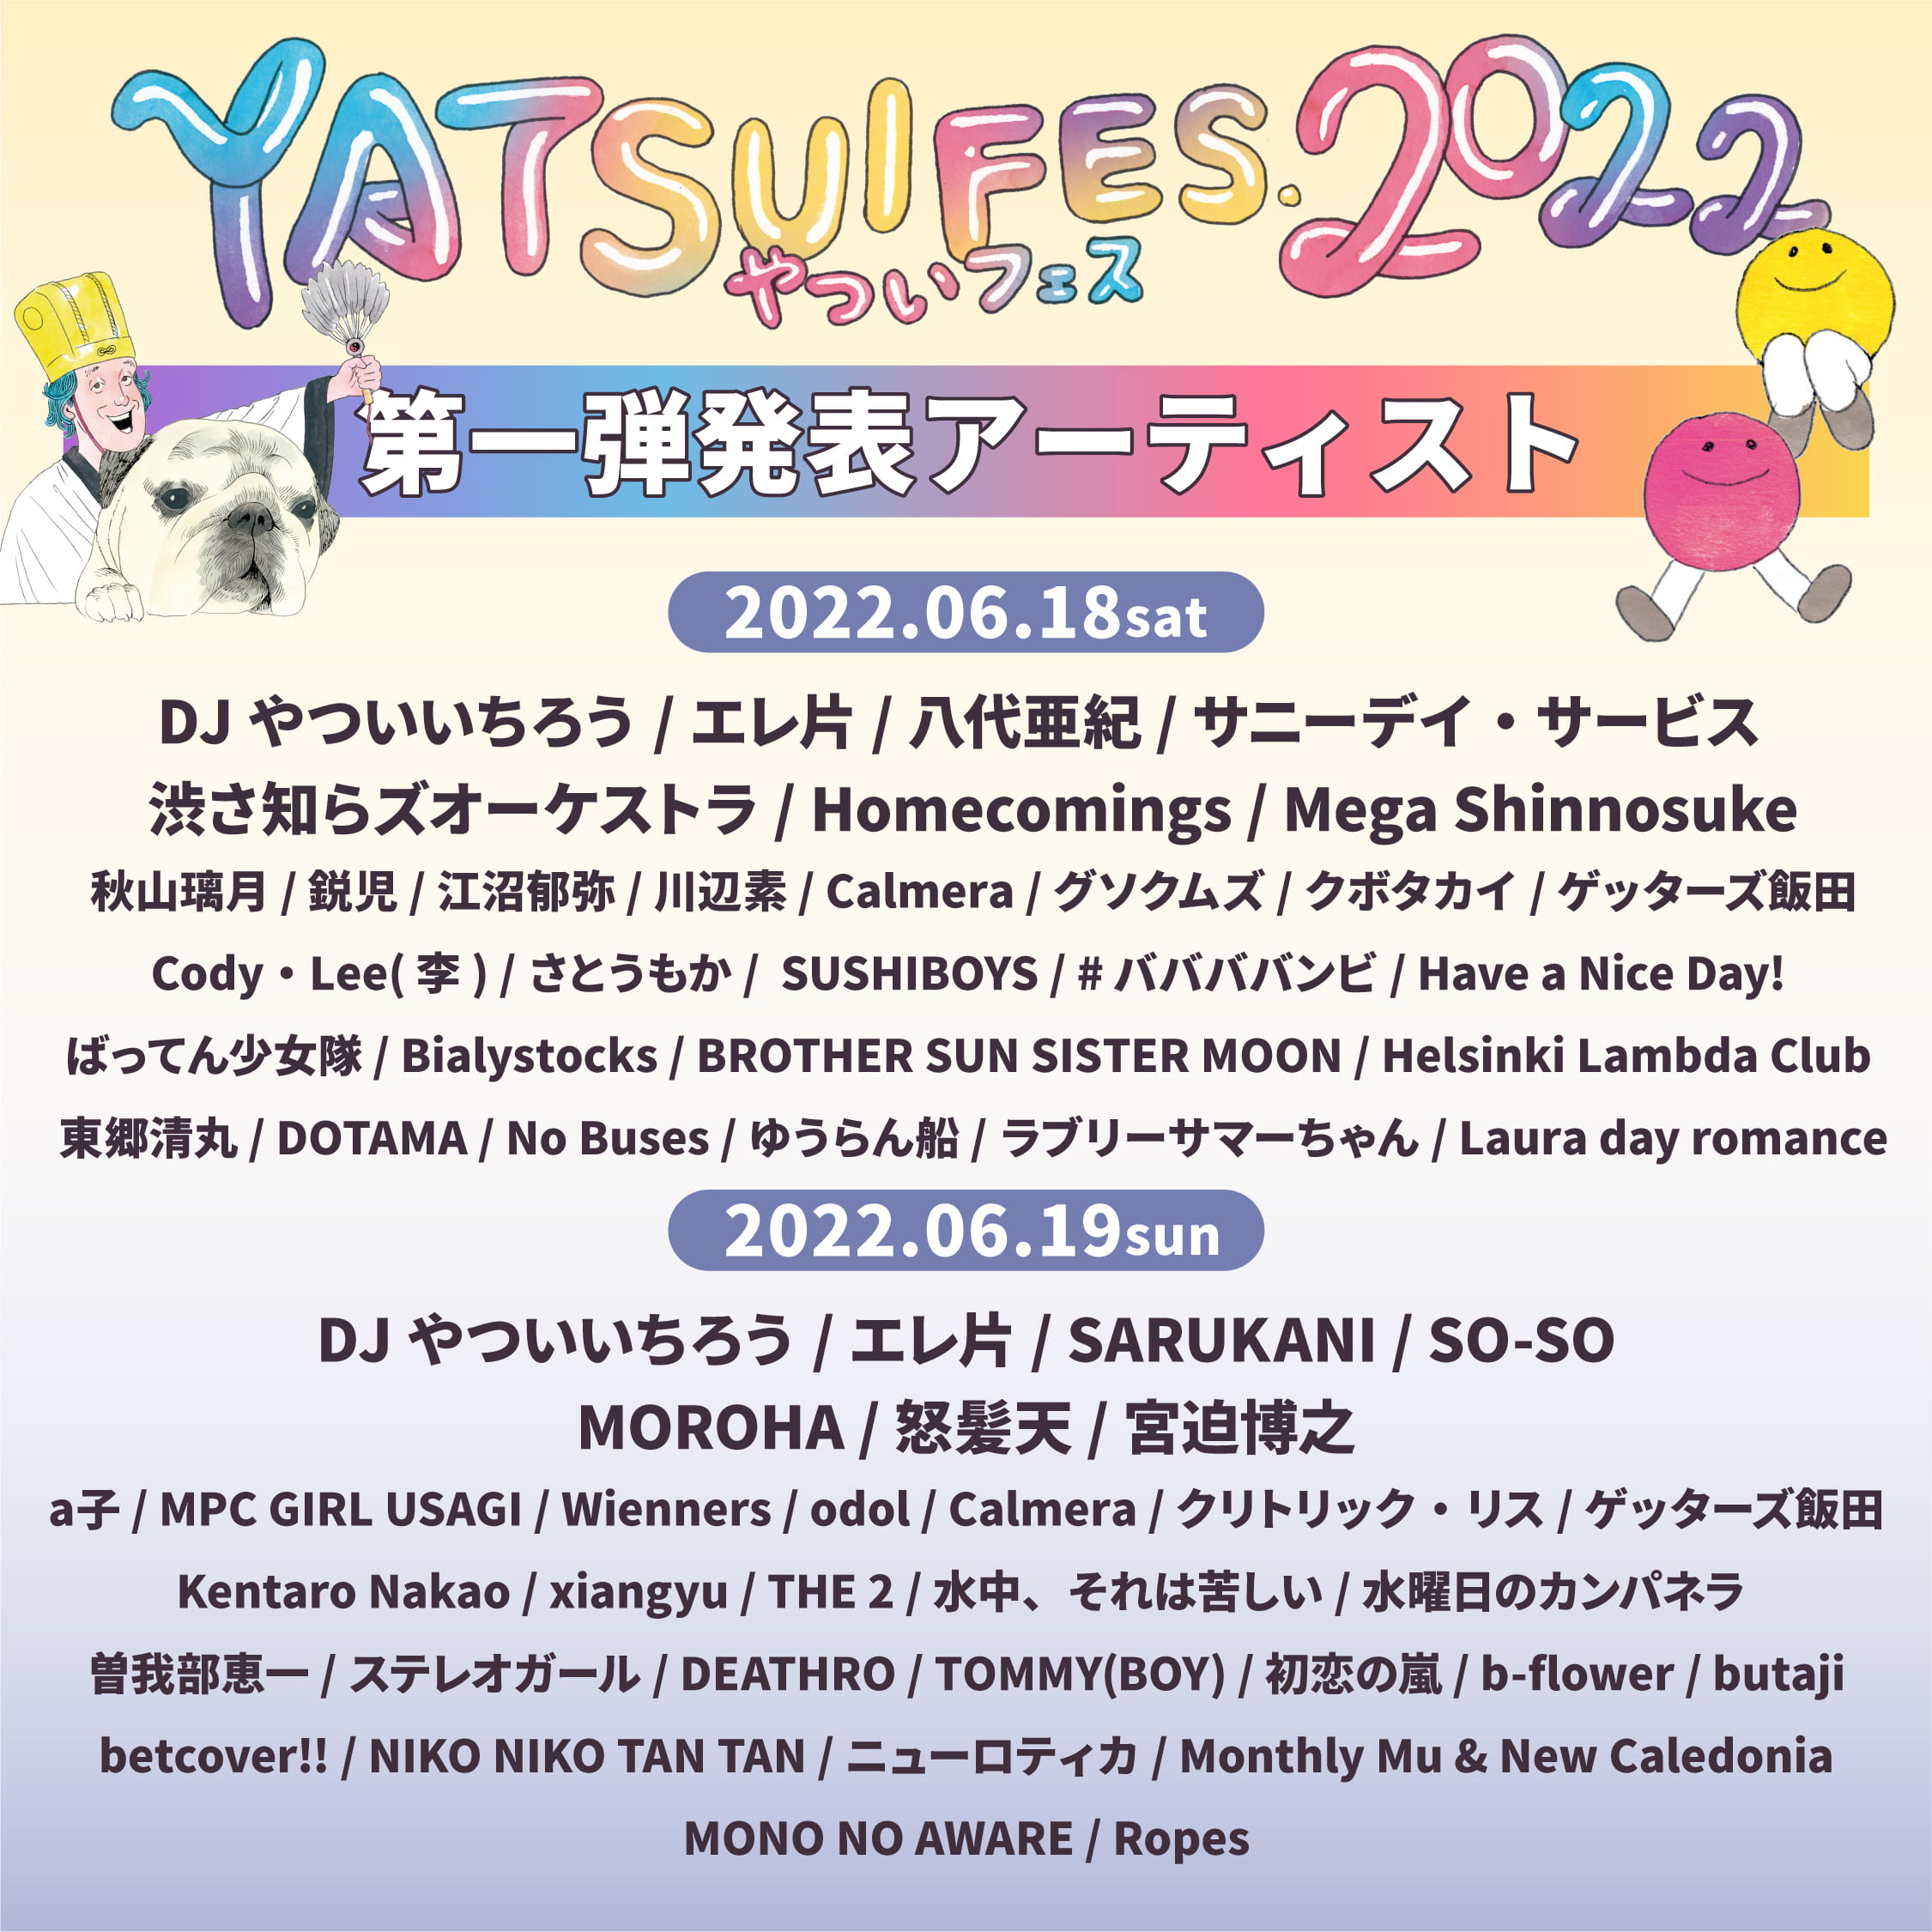 YATSUI FES. 2022
やついフェス
第一弾発表アーティスト
2022.06.18sat
DJ やついいちろう / エレ片 / 八代亜紀 / サニーデイ・サービス
渋さ知らズオーケストラ / Homecomings / Mega Shinnosuke
秋山璃月 / 鋭児 / 江沼郁弥 / 川辺素 / Calmera / グソクムズ / クボタカイ / ゲッターズ飯田
Cody・Lee( 李 ) / さとうもか / SUSHIBOYS / # ババババンビ / Have a Nice Day!
ばってん少女隊 / Bialystocks / BROTHER SUN SISTER MOON / Helsinki Lambda Club
東郷清丸 / DOTAMA / No Buses / ゆうらん船 / ラブリーサマーちゃん / Laura day romance
2022.06.19sun
DJ やついいちろう / エレ片 / SARUKANI / SO-SO
MOROHA / 怒髪天 / 宮迫博之
a子 / MPC GIRL USAGI / Wienners / odol / Calmera / クリトリック・リス / ゲッターズ飯田
Kentaro Nakao / xiangyu / THE 2 / 水中、それは苦しい / 水曜日のカンパネラ
曽我部恵一 / ステレオガール / DEATHRO / TOMMY(BOY) / 初恋の嵐 / b-flower / butaji
betcover!! / NIKO NIKO TAN TAN / ニューロティカ / Monthly Mu & New Caledonia
MONO NO AWARE / Ropes